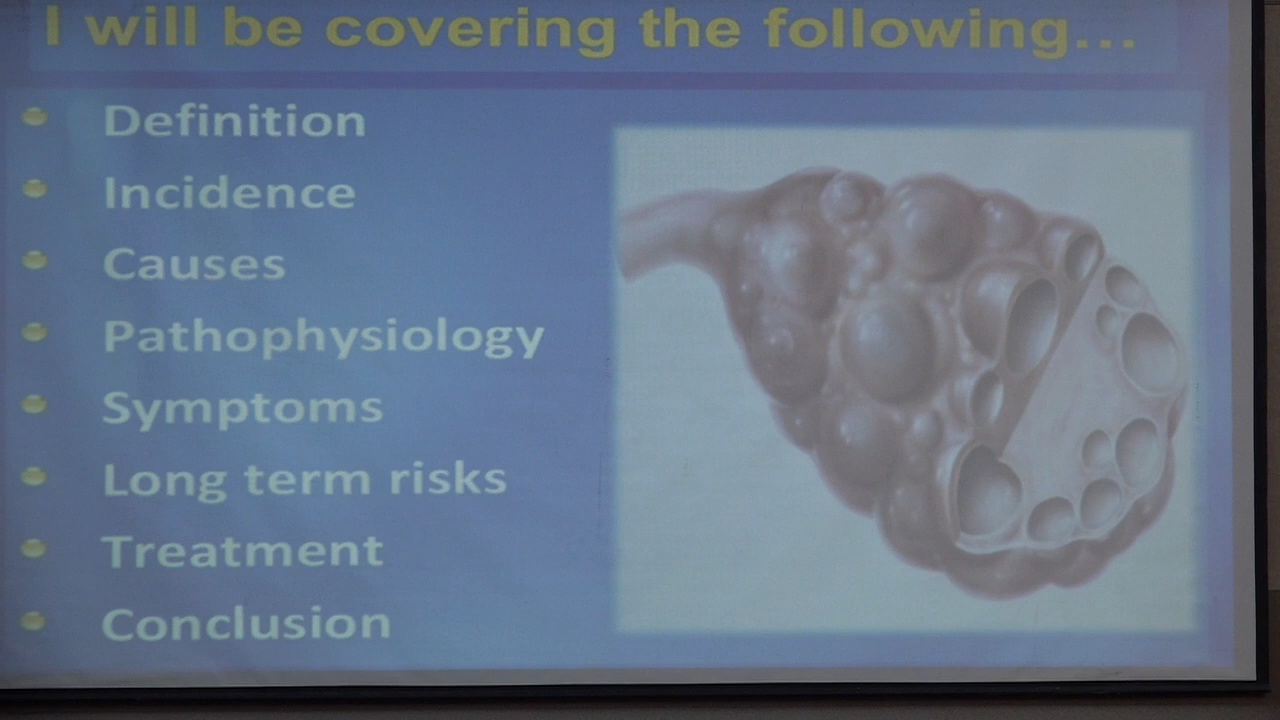 I will be covering the following...
Definition
Incidence
Causes
Pathophysiology
Symptoms
Long term risks
Treatment
Conclusion